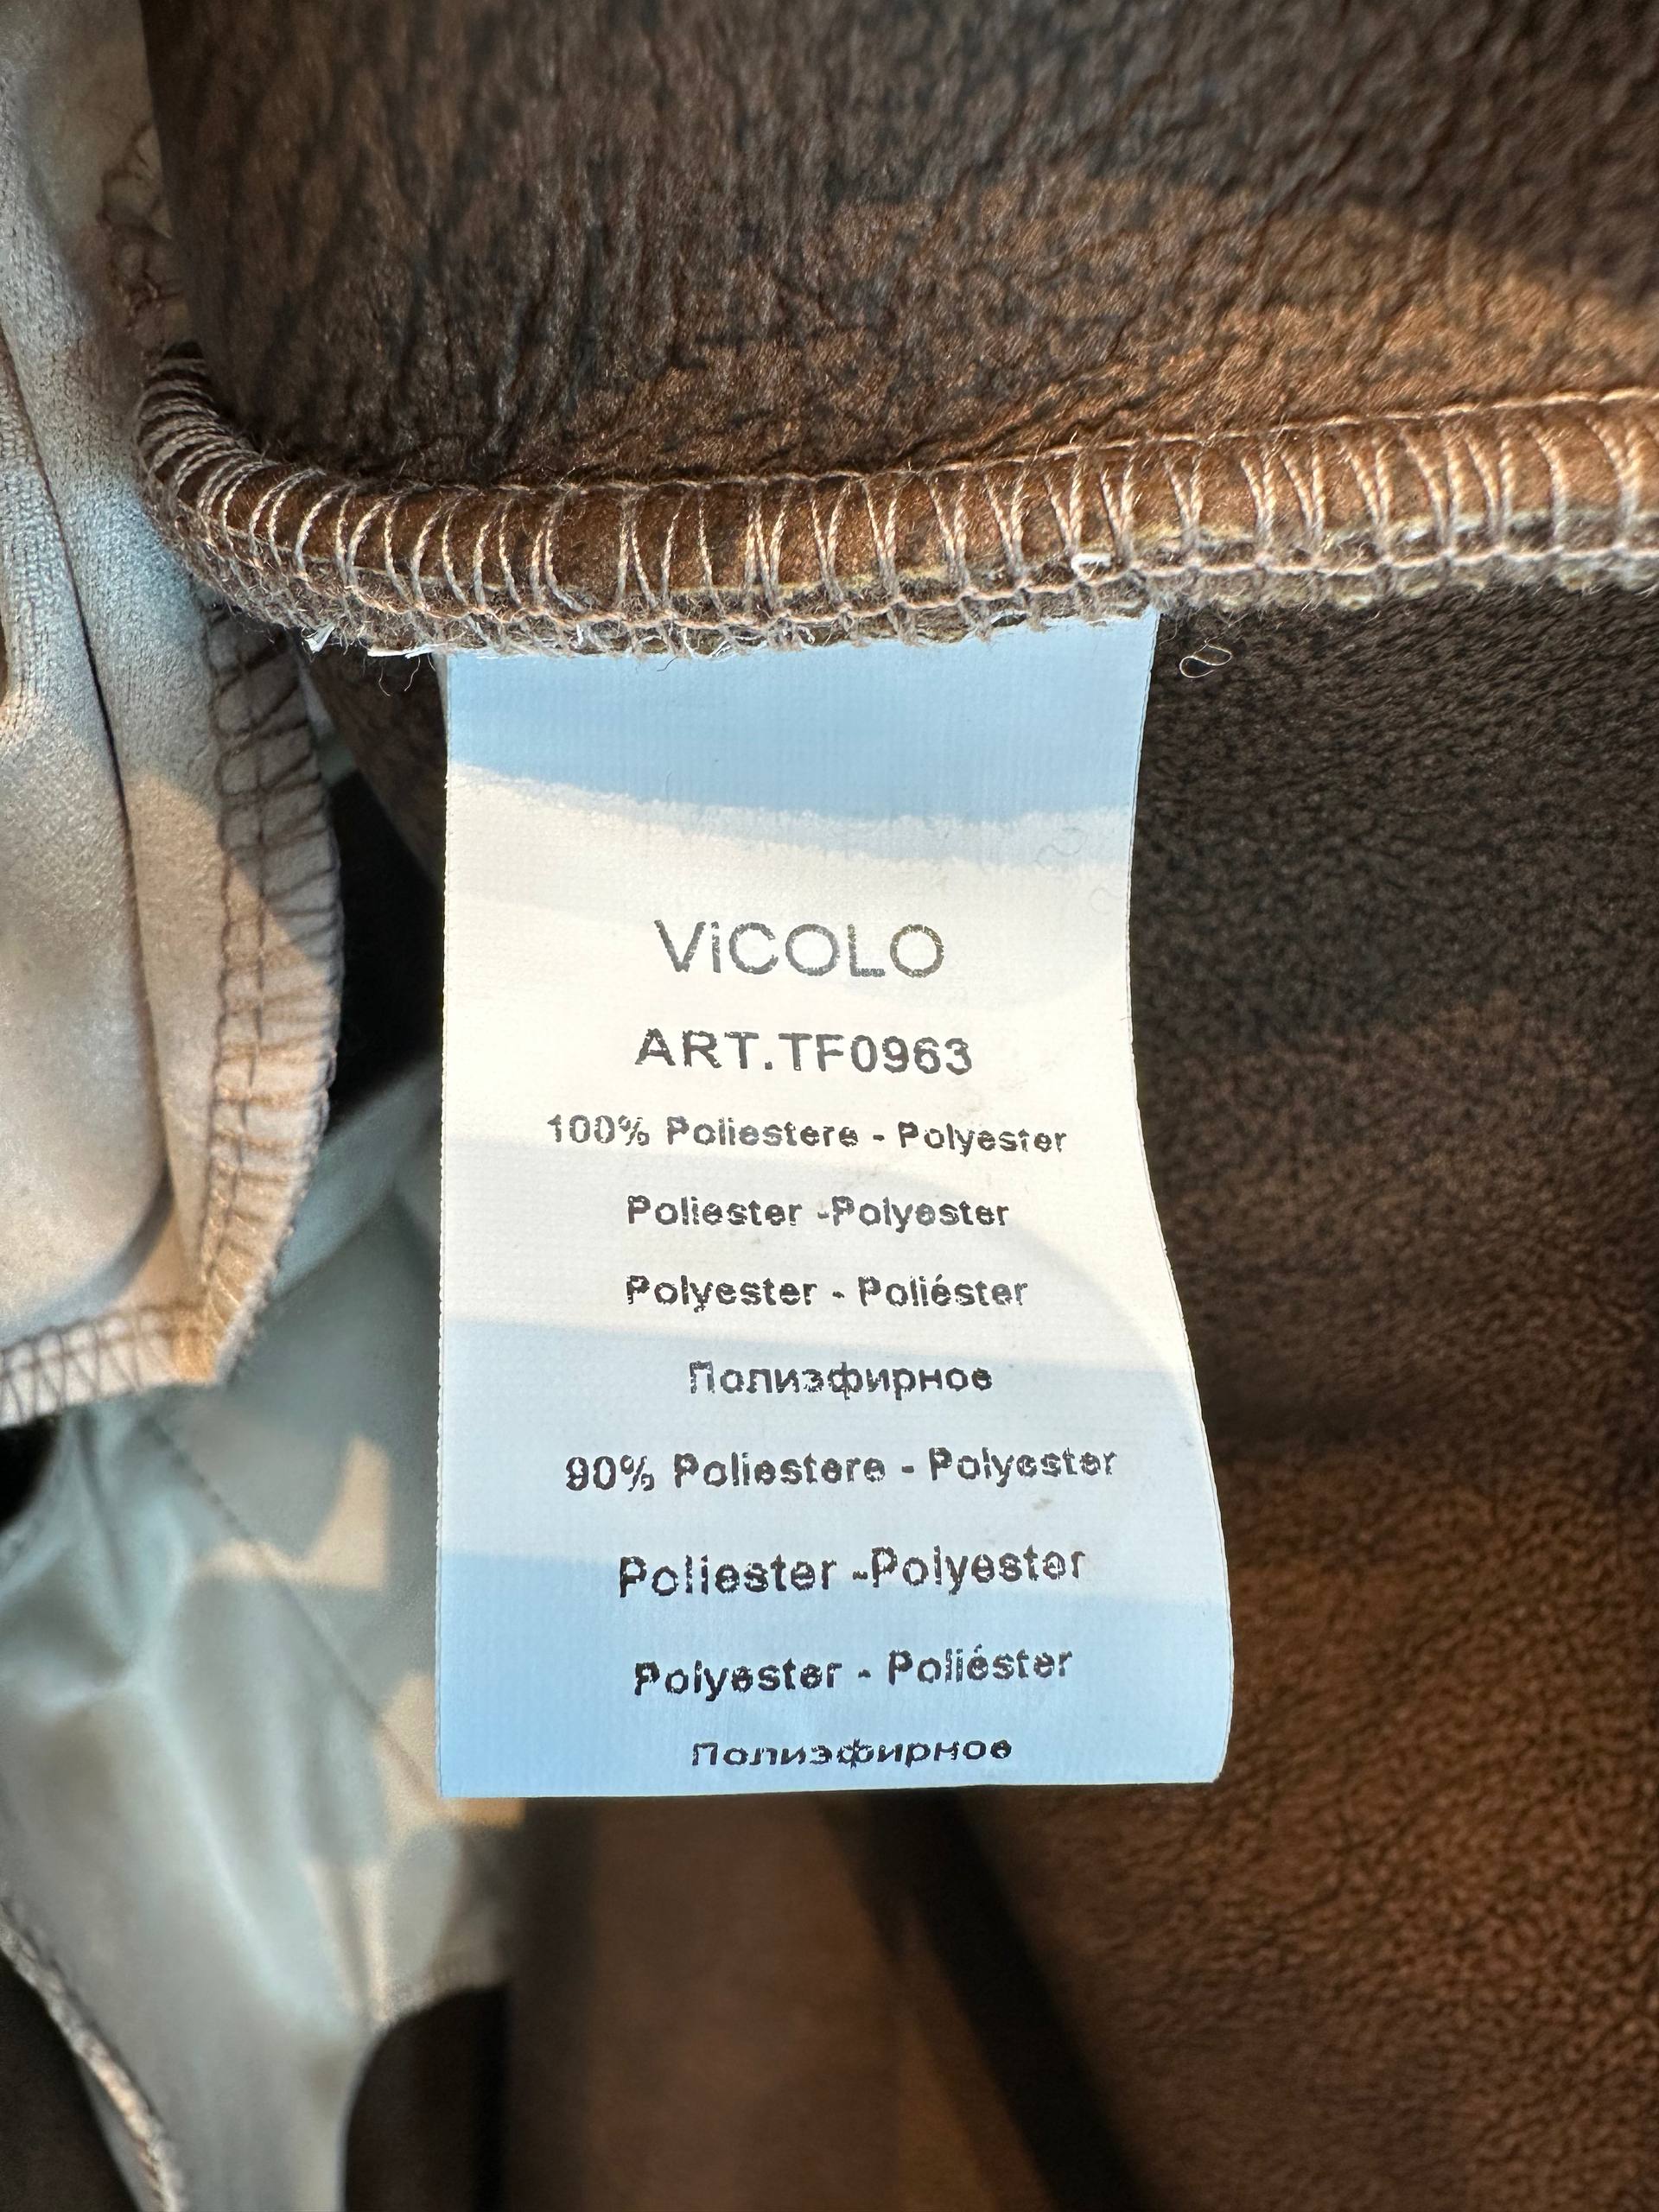 ViCOLO
ART.TF0963
100% Poliestere - Polyester
Poliester -Polyester
Polyester - Poliéster
Полиэфирное
90% Poliestere - Polyester
Poliester -Polyester
Polyester - Poliéster
Полиэфирное